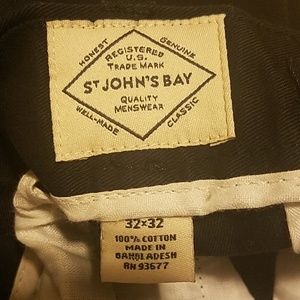 HONEST
GENUINE
REGISTERED
U.S.
TRADE MARK
ST JOHN'S BAY
QUALITY
MENSWEAR
WELL-MADE
CLASSIC
32x32
100% COTTON
MADE IN
BANGLADESH
RN 93677